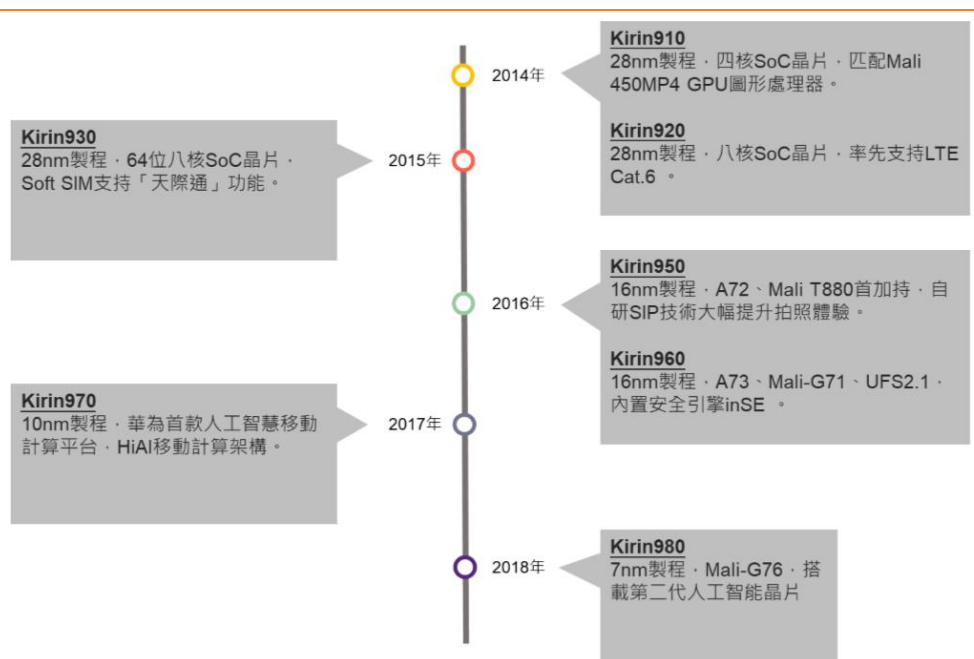 2014年
Kirin910
28nm製程，四核SoC晶片，匹配Mali
450MP4 GPU圖形處理器。
Kirin920
28nm製程，八核SoC晶片，率先支持LTE
Cat.6 。
2015年
Kirin930
28nm製程，64位八核SoC晶片，
Soft SIM支持「天際通」功能。
2016年
Kirin950
16nm製程，A72、Mali T880首加持，自
研SIP技術大幅提升拍照體驗。
Kirin960
16nm製程，A73、Mali-G71、UFS2.1，
內置安全引擎inSE 。
2017年
Kirin970
10nm製程，華為首款人工智慧移動
計算平台，HiAI移動計算架構。
2018年
Kirin980
7nm製程，Mali-G76，搭
載第二代人工智能晶片